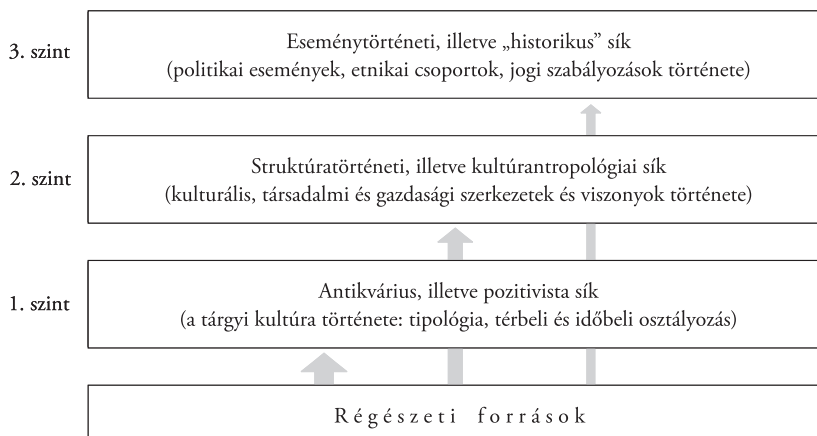 3. szint
Eseménytörténeti, illetve „historikus” sík
(politikai események, etnikai csoportok, jogi szabályozások története)
2. szint
Struktúratörténeti, illetve kultúrantropológiai sík
(kulturális, társadalmi és gazdasági szerkezetek és viszonyok története)
1. szint
Antikvárius, illetve pozitivista sík
(a tárgyi kultúra története: tipológia, térbeli és időbeli osztályozás)
Régészeti források